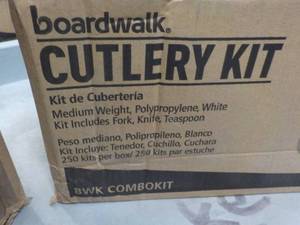 boardwalk.
CUTLERY KIT
Kit de Cubertería
Medium Weight, Polypropylene, White
Kit Includes Fork, Knife, Teaspoon
Peso mediano, Polipropileno, Blanco
Kit Incluye: Tenedor, Cuchillo, Cuchara
250 kits per box/ 250 kits par estuche
BWK COMBOKIT